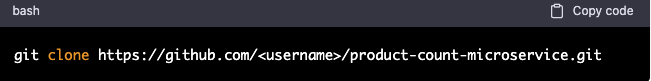 bash
Copy code
git clone https://github.com/<username>/product-count-microservice.git